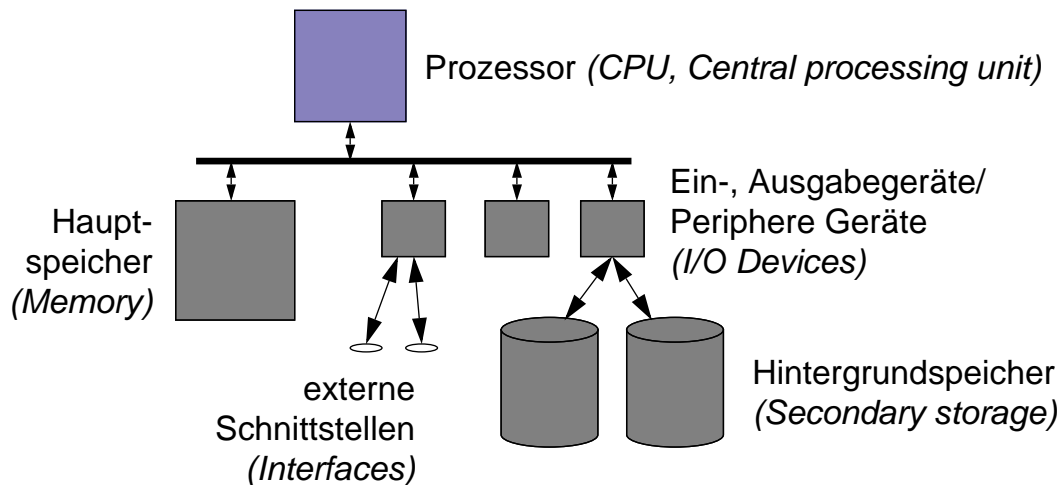 Prozessor (CPU, Central processing unit)
Ein-, Ausgabegeräte/
Periphere Geräte
(I/O Devices)
Haupt-
speicher
(Memory)
externe
Schnittstellen
(Interfaces)
Hintergrundspeicher
(Secondary storage)